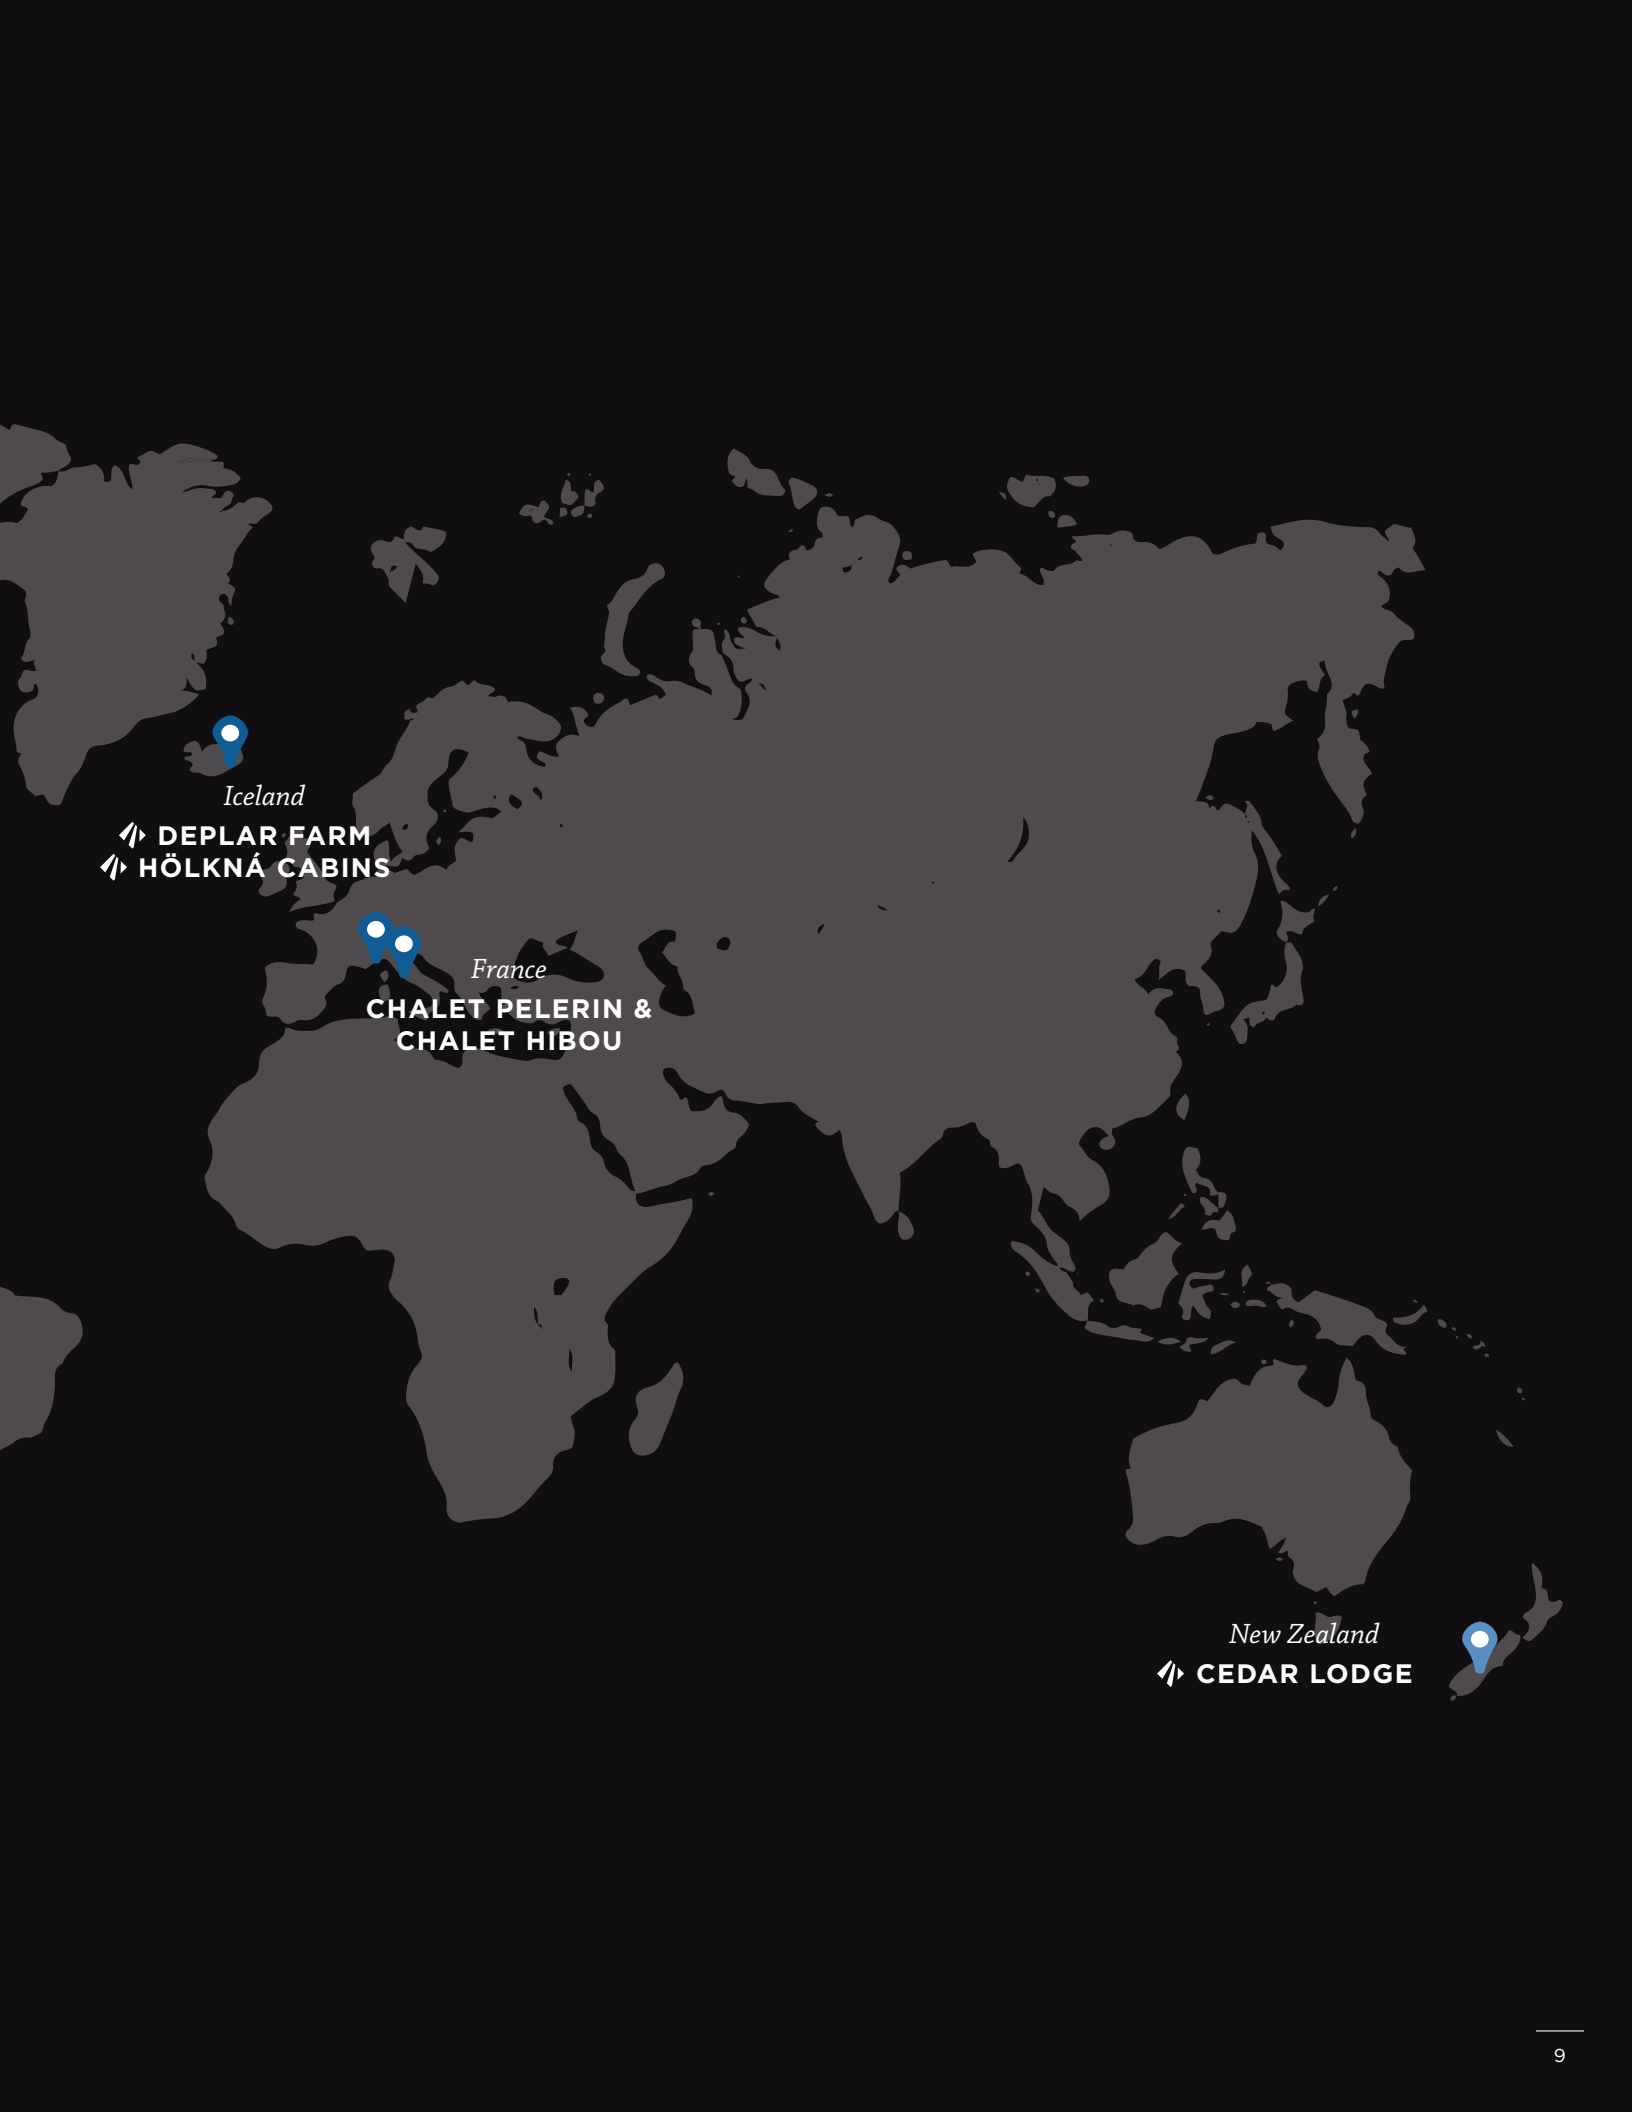 Iceland
DEPLAR FARM
HÖLKNÁ CABINS
France
CHALET PELERIN &
CHALET HIBOU
New Zealand
CEDAR LODGE
9